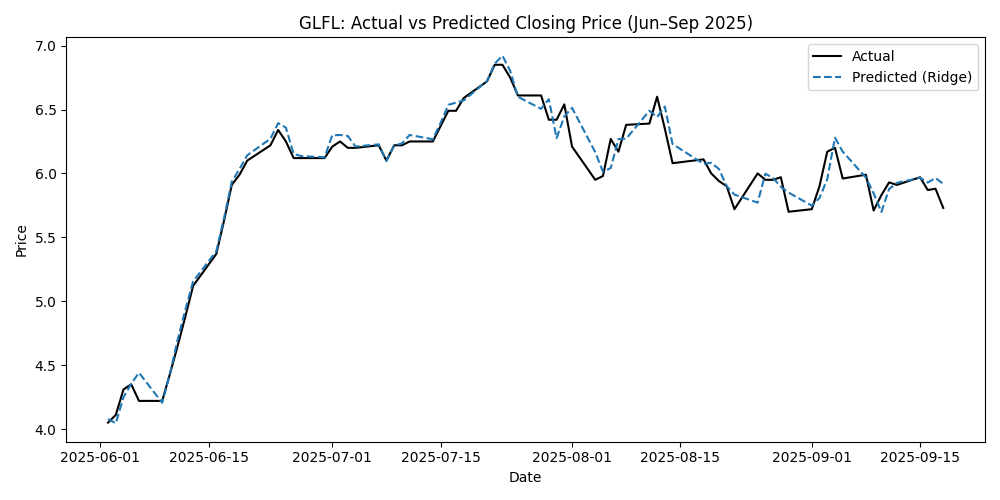 GLFL: Actual vs Predicted Closing Price (Jun–Sep 2025)
Actual
Predicted (Ridge)
7.0
6.5
6.0
5.5
5.0
4.5
4.0
Price
2025-06-01 2025-06-15 2025-07-01 2025-07-15 2025-08-01 2025-08-15 2025-09-01 2025-09-15
Date